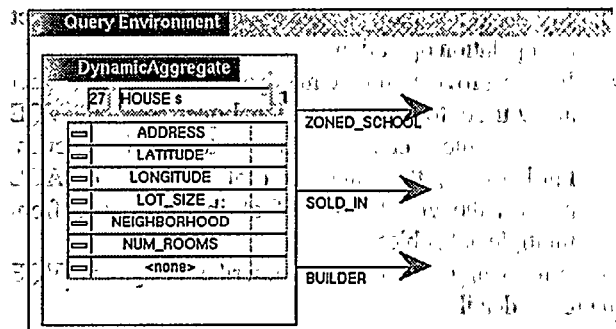 Query Environment
DynamicAggregate
27 HOUSE s 1
ADDRESS
LATITUDE
LONGITUDE
LOT_SIZE
NEIGHBORHOOD
NUM_ROOMS
<none>
ZONED_SCHOOL
SOLD_IN
BUILDER